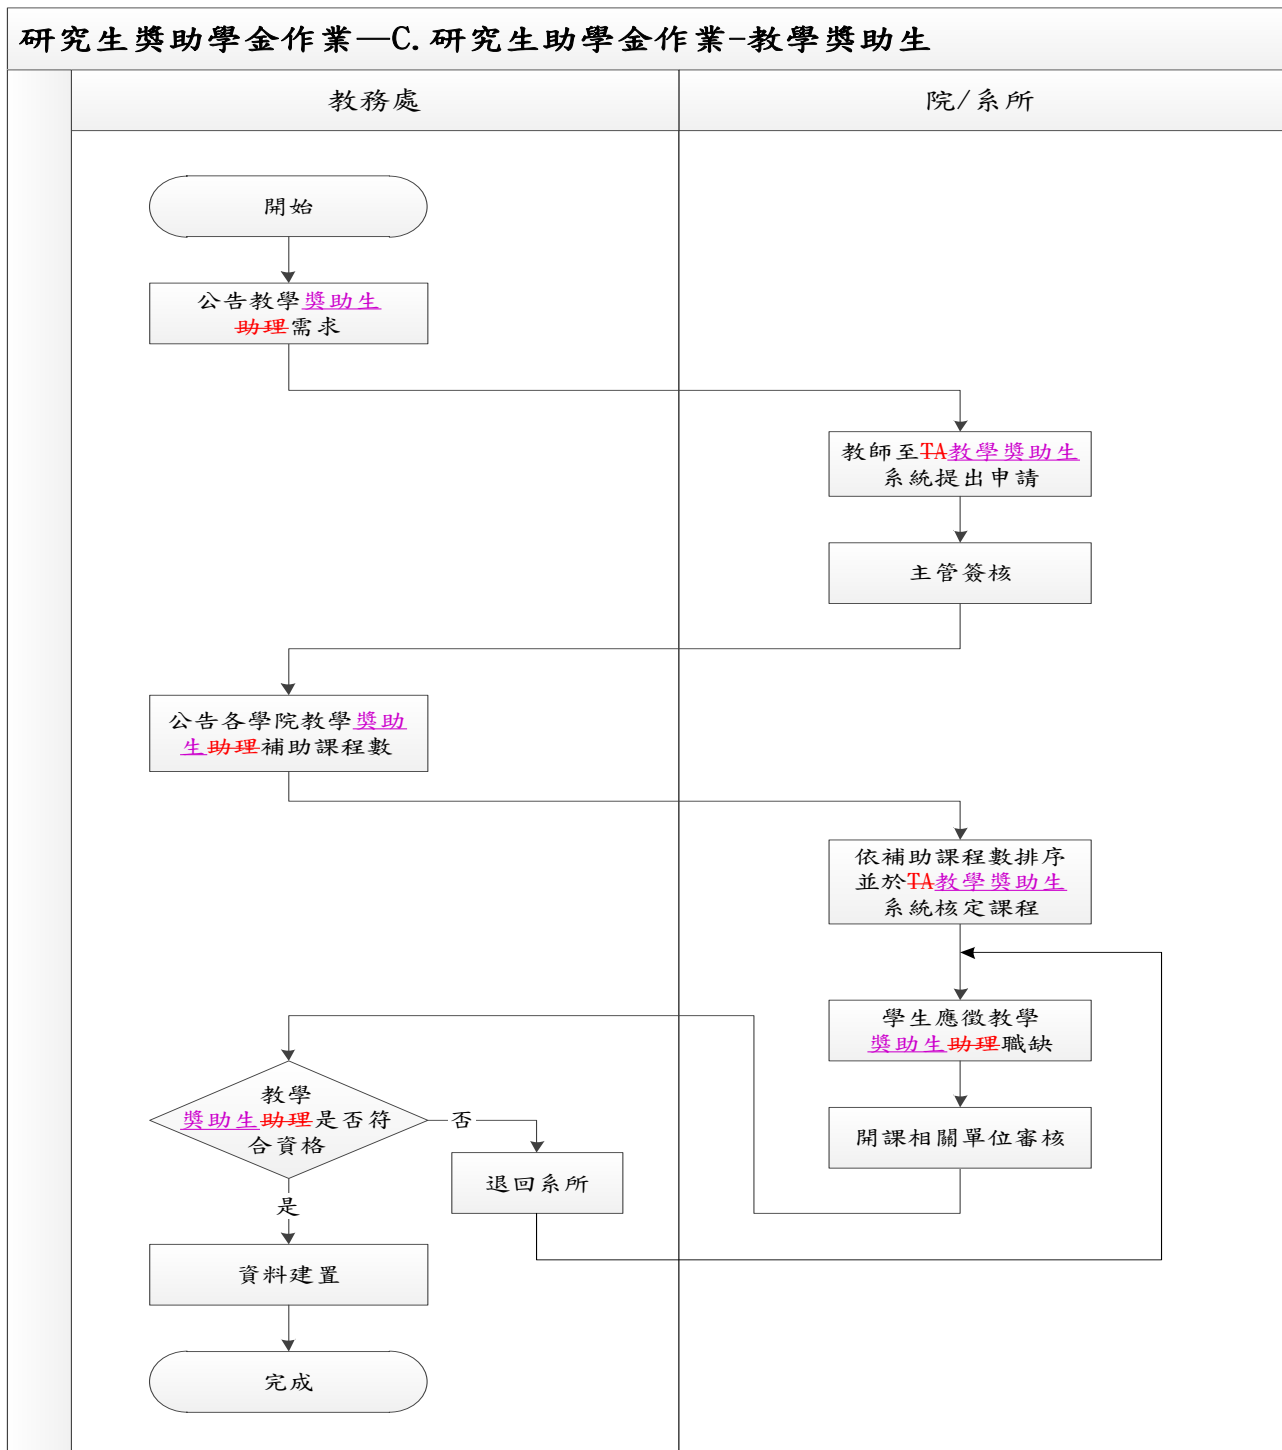 研究生獎助學金作業—C.研究生助學金作業-教學獎助生
教務處
院/系所
開始
公告教學獎助生
助理需求
教師至TA教學獎助生
系統提出申請
主管簽核
公告各學院教學獎助
生助理補助課程數
依補助課程數排序
並於TA教學獎助生
系統核定課程
學生應徵教學
獎助生助理職缺
開課相關單位審核
教學
獎助生助理是否符
合資格
否
退回系所
是
資料建置
完成